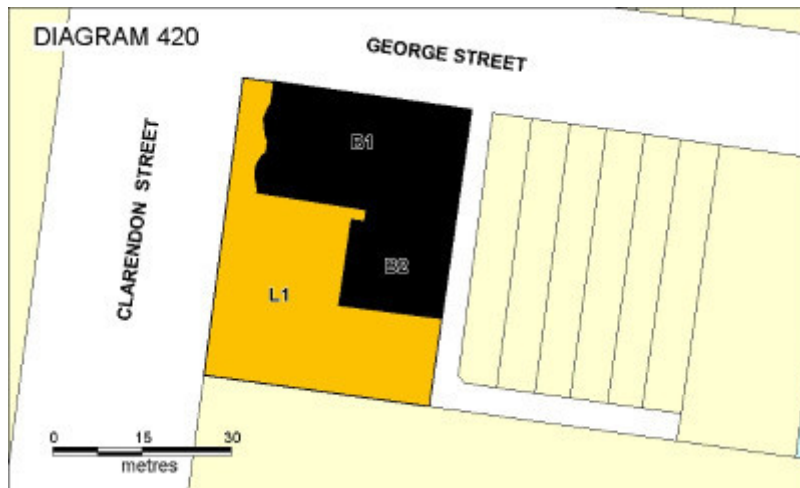 DIAGRAM 420
GEORGE STREET
CLARENDON STREET
B1
B2
L1
0 15 30
metres